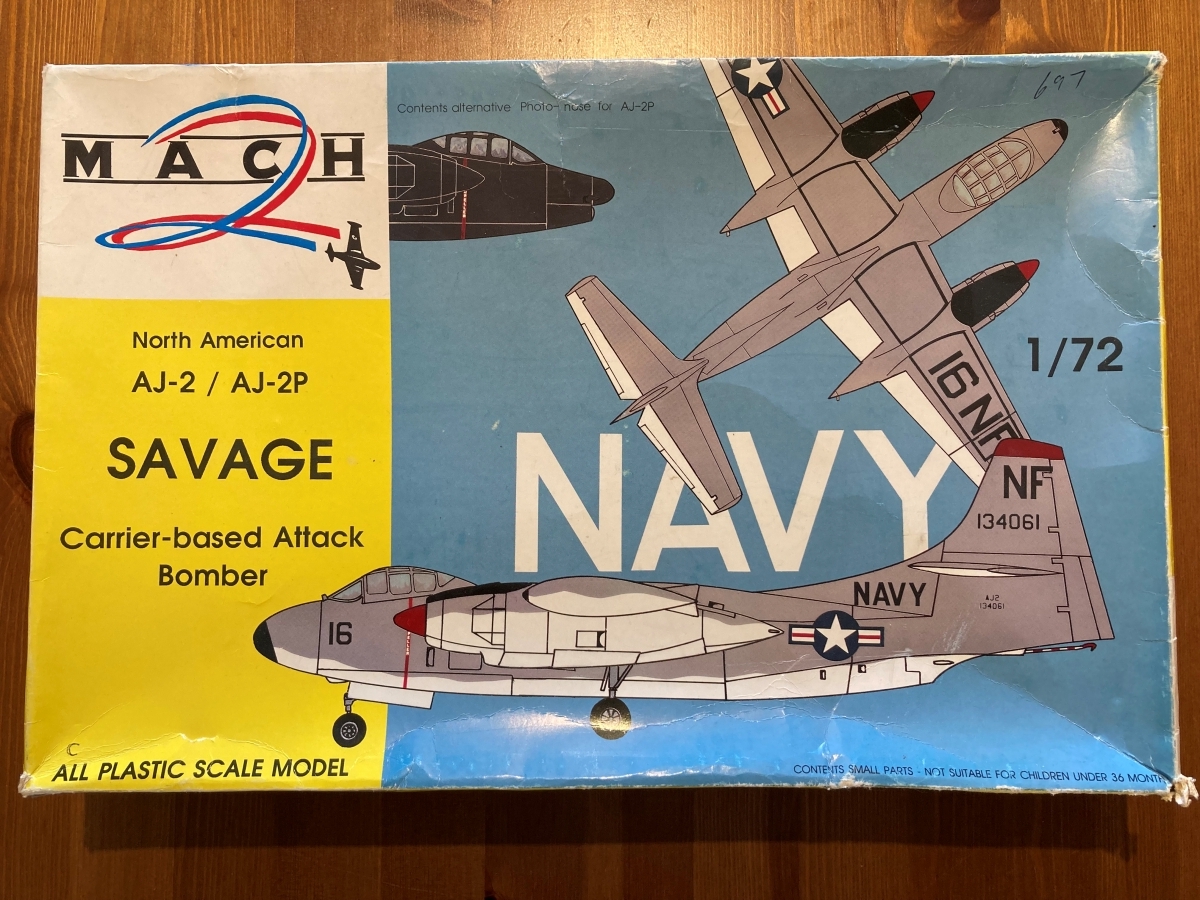 MACH 2
North American
AJ-2 / AJ-2P
SAVAGE
Carrier-based Attack
Bomber
C
ALL PLASTIC SCALE MODEL
Contents alternative Photo-nose for AJ-2P
697
1/72
16 NF
NAVY
NF
134061
NAVY
AJ2
134061
16
CONTENTS SMALL PARTS - NOT SUITABLE FOR CHILDREN UNDER 36 MONTH